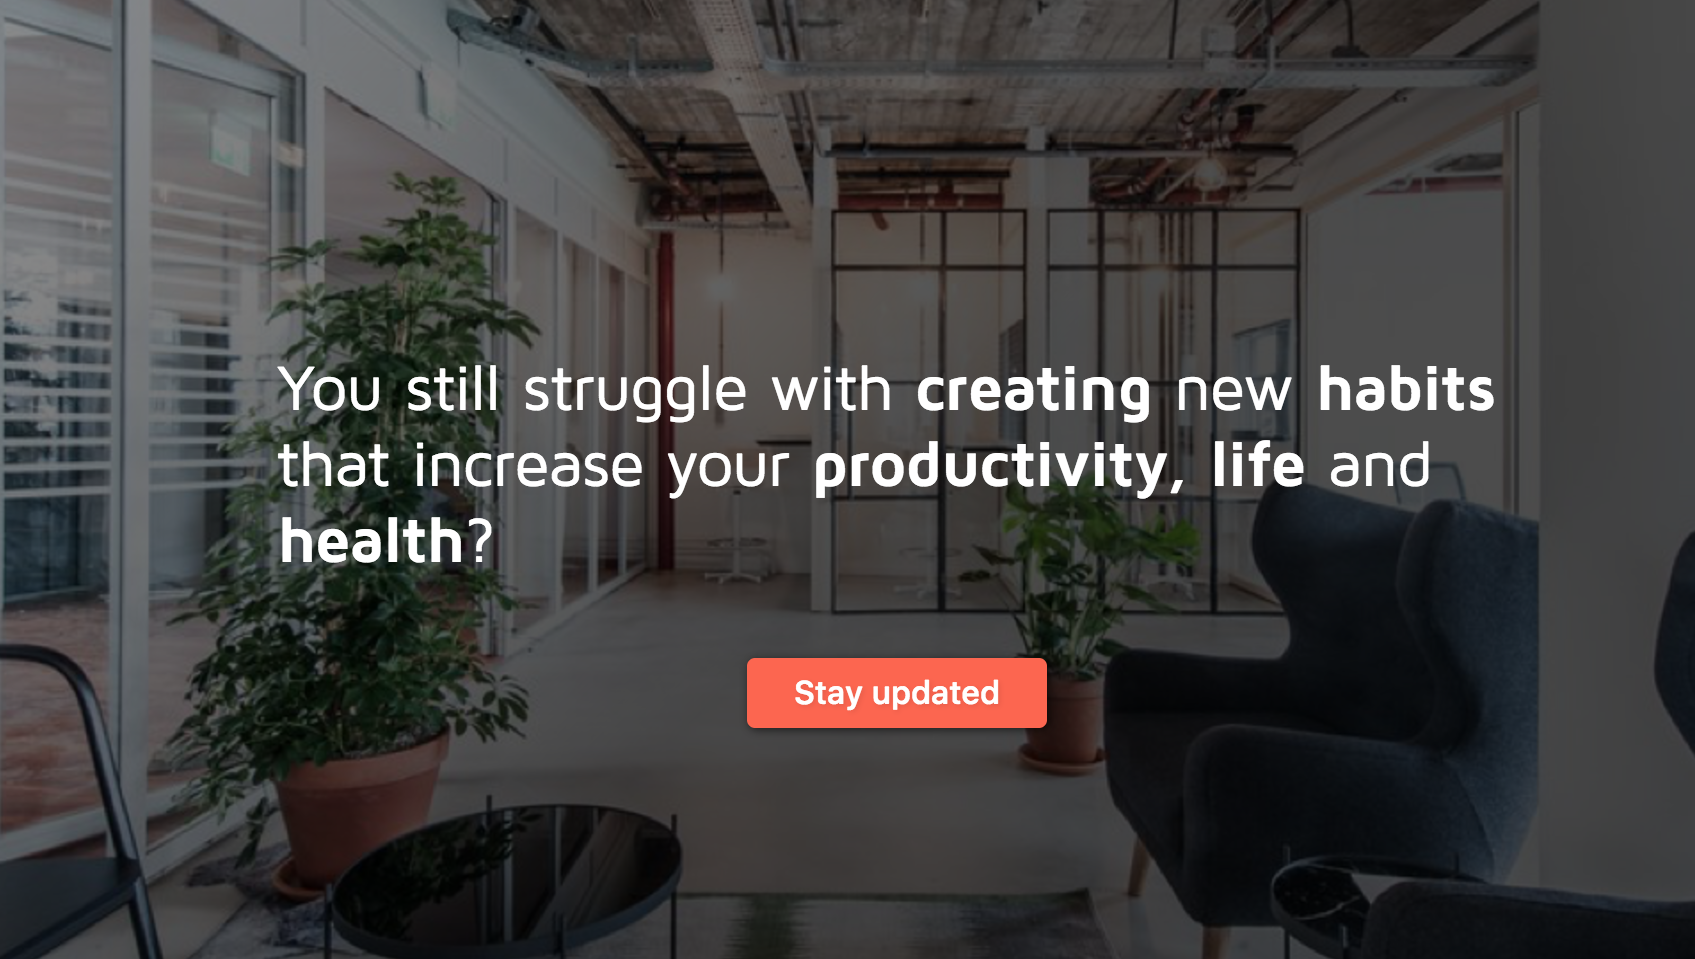 You still struggle with creating new habits
that increase your productivity, life and
health?
Stay updated